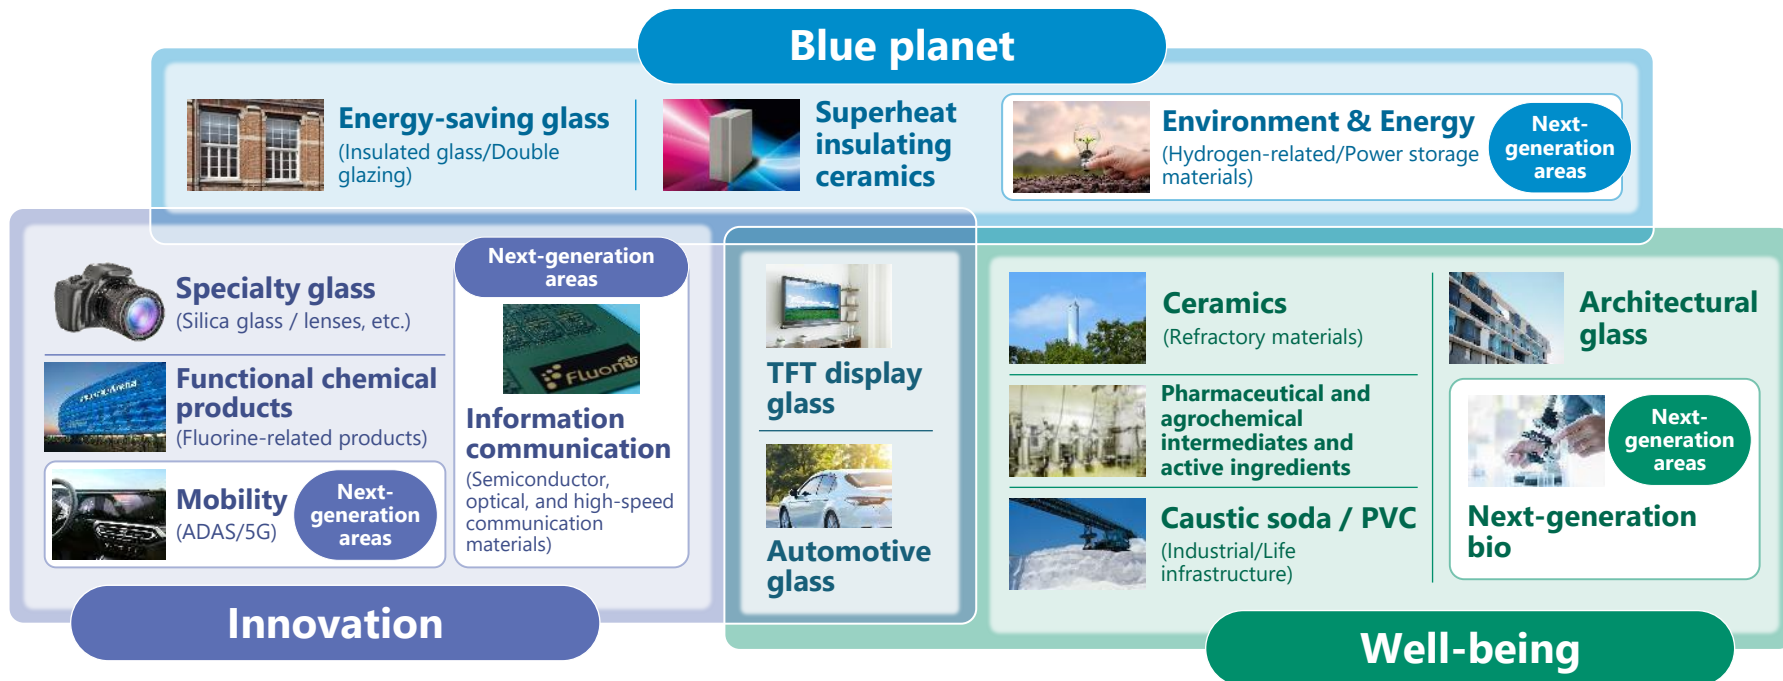 Blue planet
Energy-saving glass
(Insulated glass/Double
glazing)
Superheat
insulating
ceramics
Environment & Energy
(Hydrogen-related/Power storage
materials)
Next-
generation
areas
Specialty glass
(Silica glass / lenses, etc.)
Functional chemical
products
(Fluorine-related products)
Mobility
(ADAS/5G)
Next-
generation
areas
Next-generation
areas
Information
communication
(Semiconductor,
optical, and high-speed
communication
materials)
Innovation
TFT display
glass
Automotive
glass
Ceramics
(Refractory materials)
Pharmaceutical and
agrochemical
intermediates and
active ingredients
Caustic soda / PVC
(Industrial/Life
infrastructure)
Architectural
glass
Next-
generation
areas
Next-generation
bio
Well-being